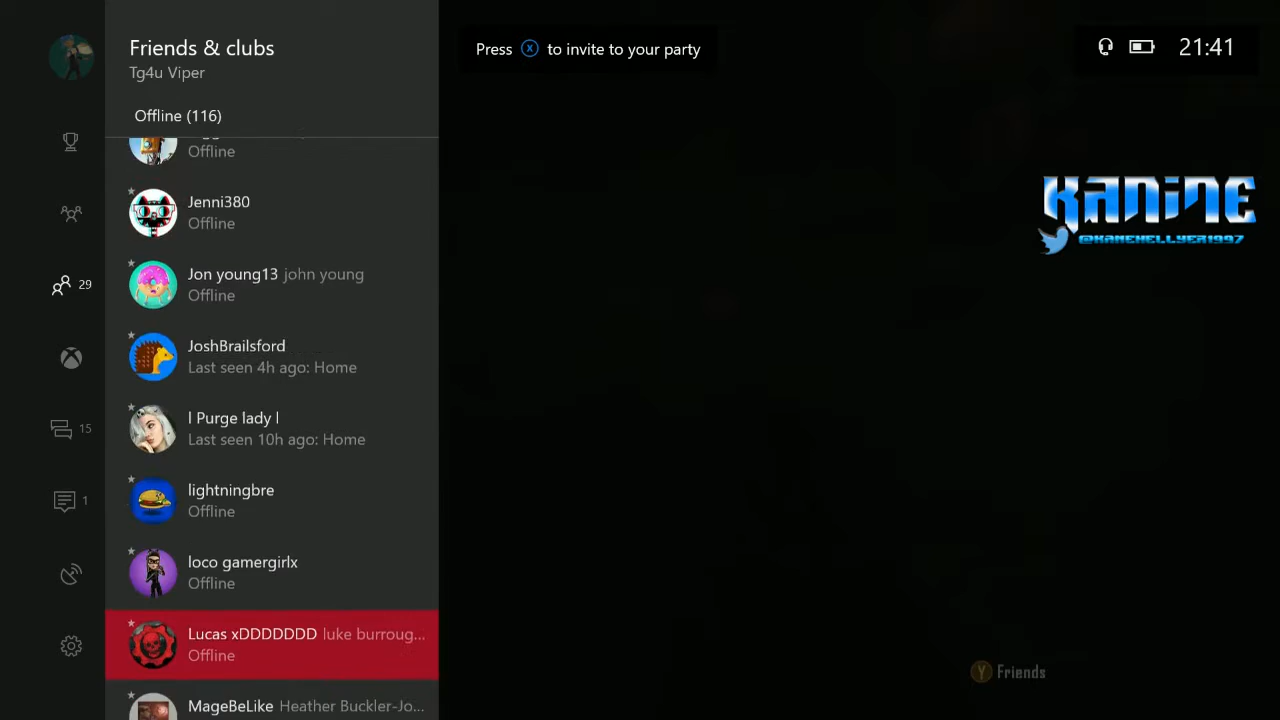 Friends & clubs
Tg4u Viper
Offline (116)
Offline
Jenni380
Offline
Jon young13 john young
Offline
JoshBrailsford
Last seen 4h ago: Home
l Purge lady l
Last seen 10h ago: Home
lightningbre
Offline
loco gamergirlx
Offline
Lucas xDDDDDDD luke burroug...
Offline
MageBeLike Heather Buckler-Jo...
29
15
1
Press X to invite to your party
21:41
KANINE
@KANEHELLYER1997
Y Friends